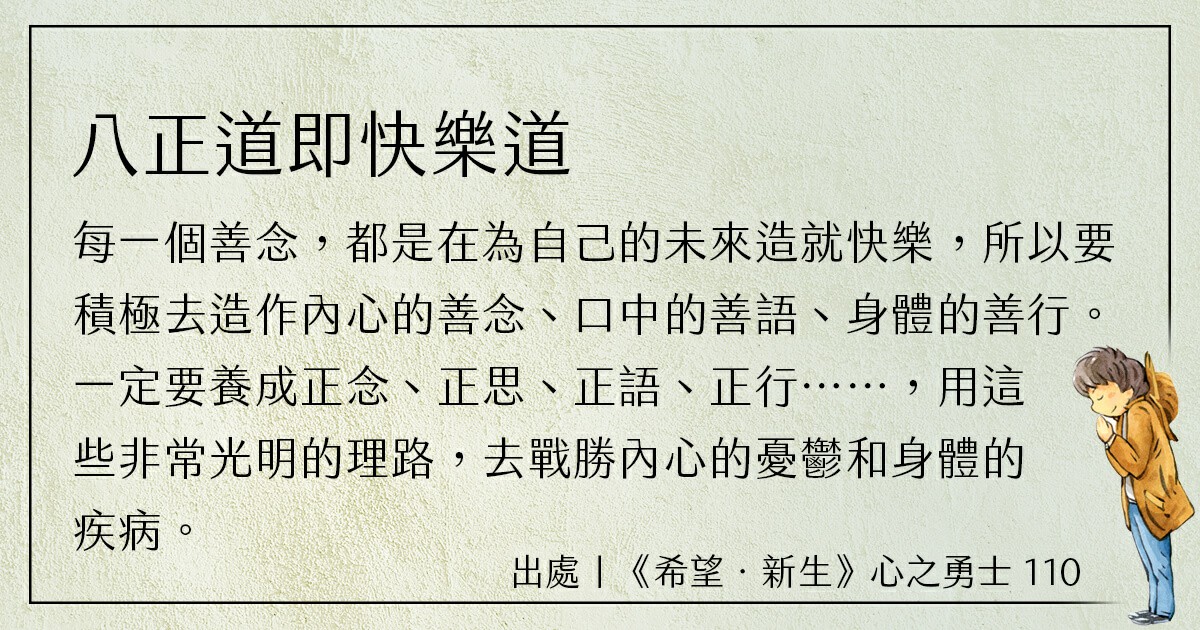 八正道即快樂道
每一個善念，都是在為自己的未來造就快樂，所以要
積極去造作內心的善念、口中的善語、身體的善行。
一定要養成正念、正思、正語、正行……，用這
些非常光明的理路，去戰勝內心的憂鬱和身體的
疾病。
出處｜《希望．新生》心之勇士 110